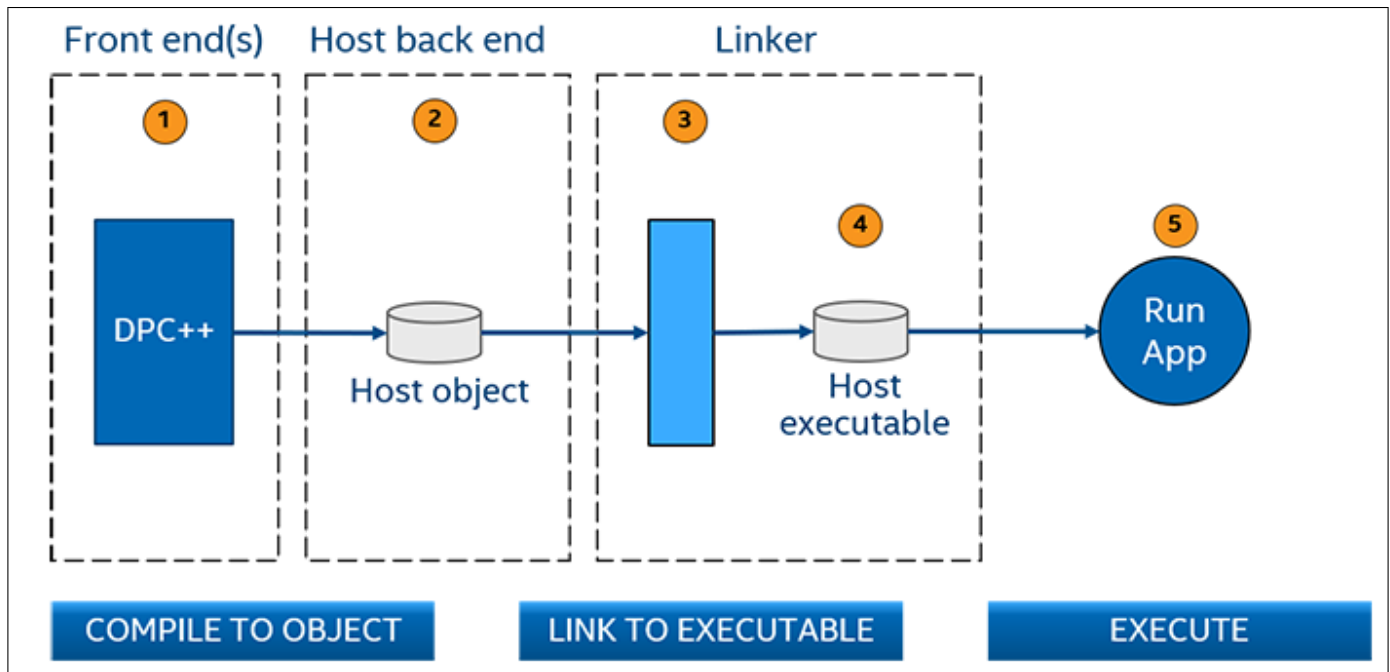 Front end(s)
Host back end
Linker
1
2
3
4
5
DPC++
Host object
Host
executable
Run
App
COMPILE TO OBJECT
LINK TO EXECUTABLE
EXECUTE